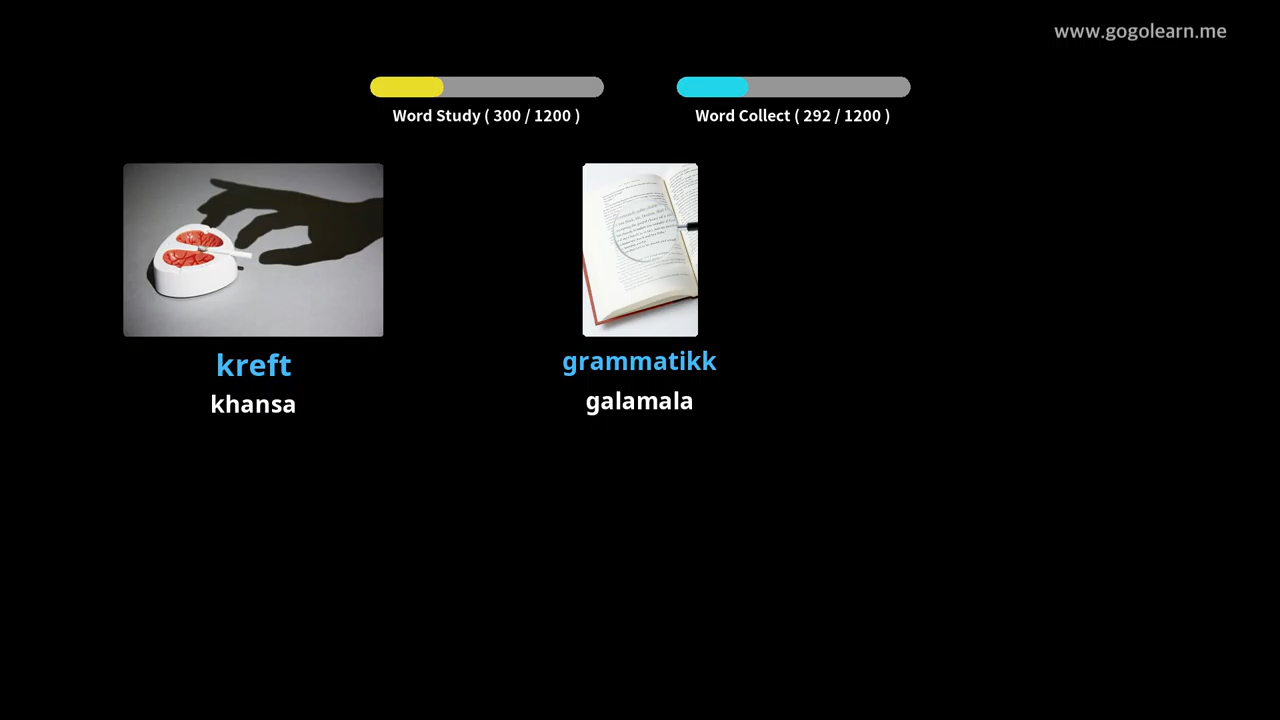 www.gogolearn.me
Word Study ( 300 / 1200 )
Word Collect ( 292 / 1200 )
kreft
khansa
grammatikk
galamala